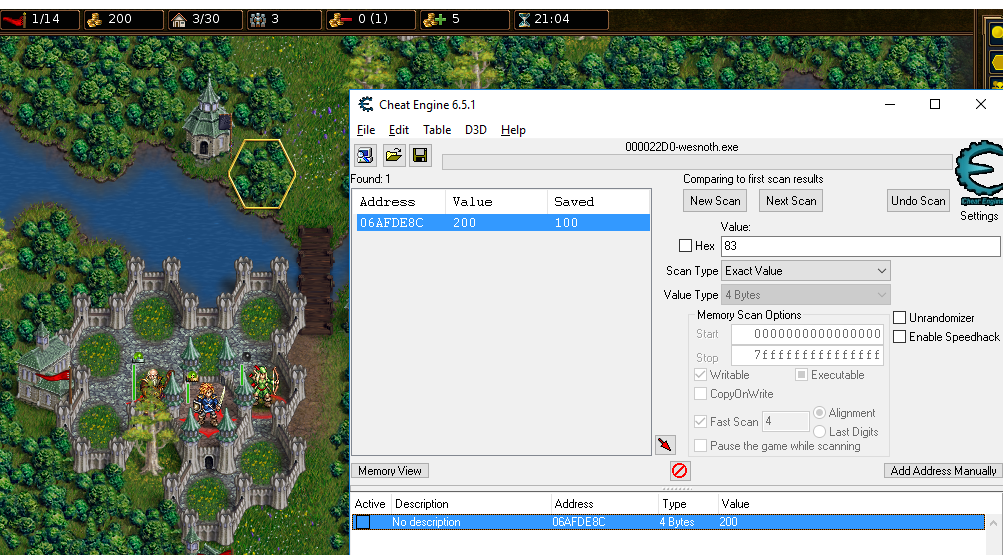 1/14 200 3/30 3 0 (1) 5 21:04
Cheat Engine 6.5.1
File Edit Table D3D Help
000022D0-wesnoth.exe
Found: 1
Comparing to first scan results
New Scan Next Scan Undo Scan
Cheat Engine
Settings
Address Value Saved
06AFDE8C 200 100
Value:
Hex 83
Scan Type Exact Value
Value Type 4 Bytes
Memory Scan Options
Start 0000000000000000
Stop 7fffffffffffffff
Writable Executable
CopyOnWrite
Fast Scan 4 Alignment
Last Digits
Pause the game while scanning
Unrandomizer
Enable Speedhack
Memory View Add Address Manually
Active Description Address Type Value
No description 06AFDE8C 4 Bytes 200